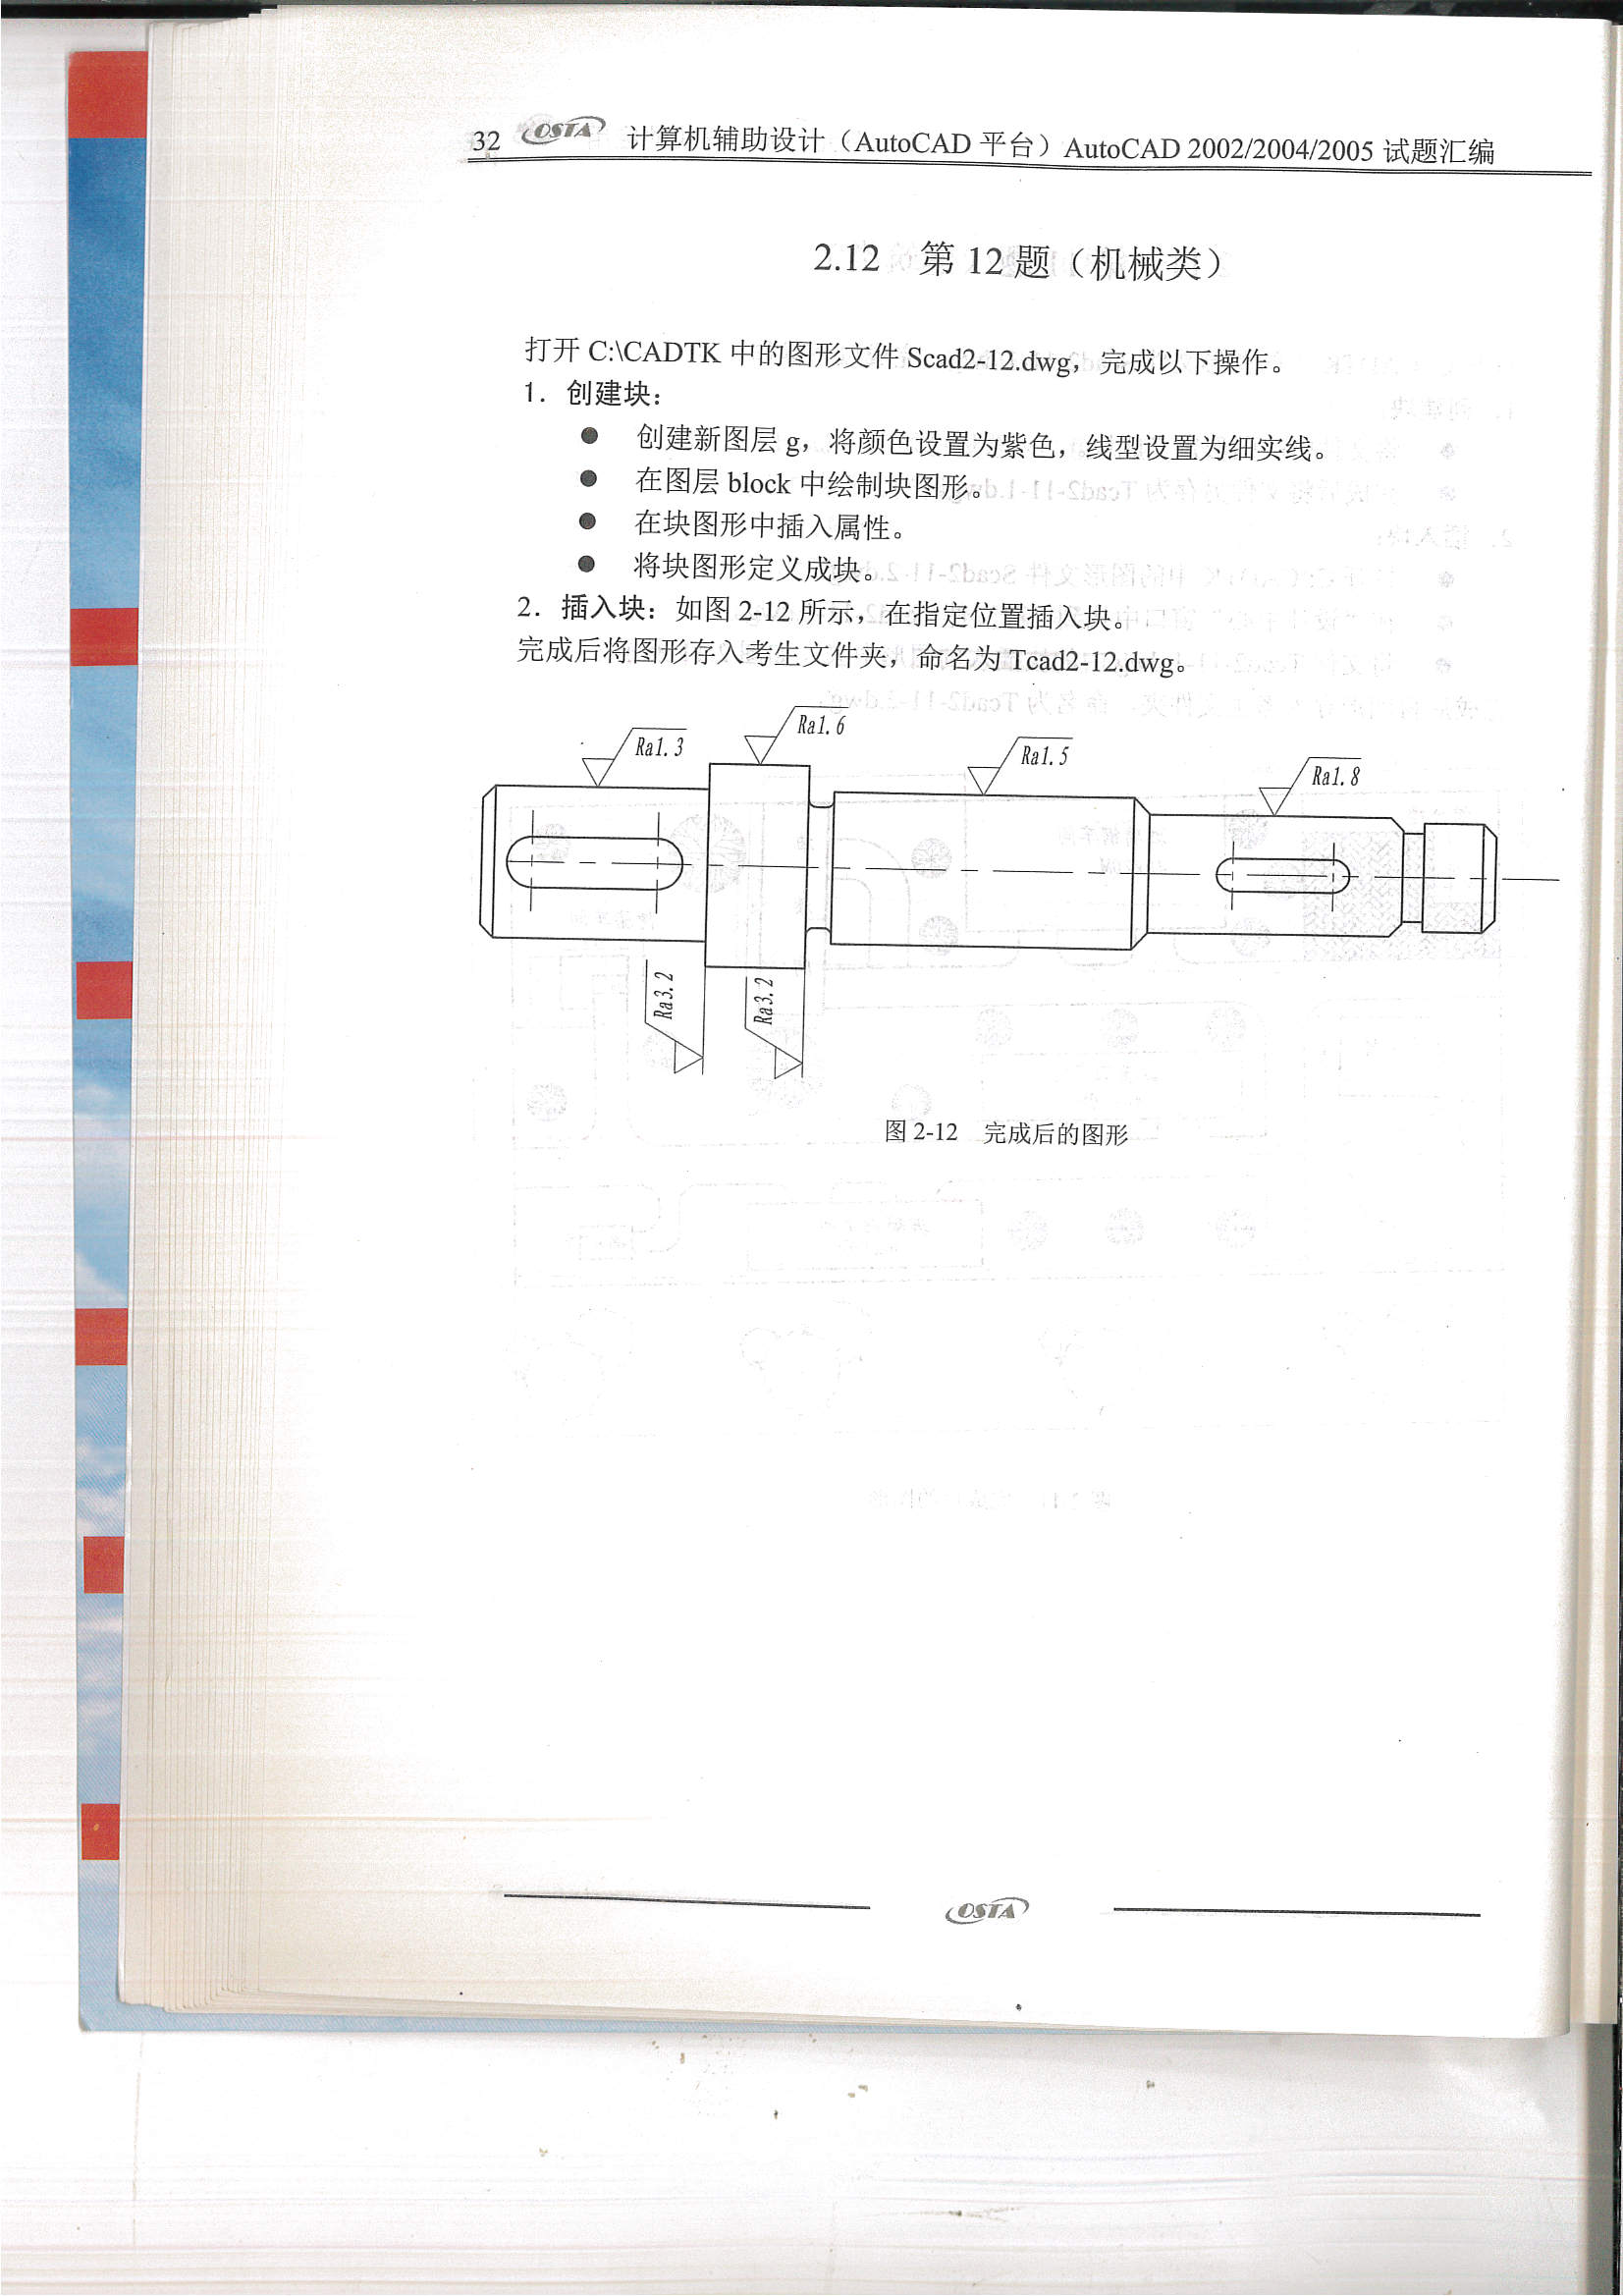 32 OSTA 计算机辅助设计（AutoCAD 平台）AutoCAD 2002/2004/2005 试题汇编
2.12 第 12 题（机械类）
打开 C:\CADTK 中的图形文件 Scad2-12.dwg，完成以下操作。
1．创建块：
● 创建新图层 g，将颜色设置为紫色，线型设置为细实线。
● 在图层 block 中绘制块图形。
● 在块图形中插入属性。
● 将块图形定义成块。
2．插入块：如图 2-12 所示，在指定位置插入块。
完成后将图形存入考生文件夹，命名为 Tcad2-12.dwg。
Ra1.3
Ra1.6
Ra1.5
Ra1.8
Ra3.2
Ra3.2
图 2-12 完成后的图形
OSTA